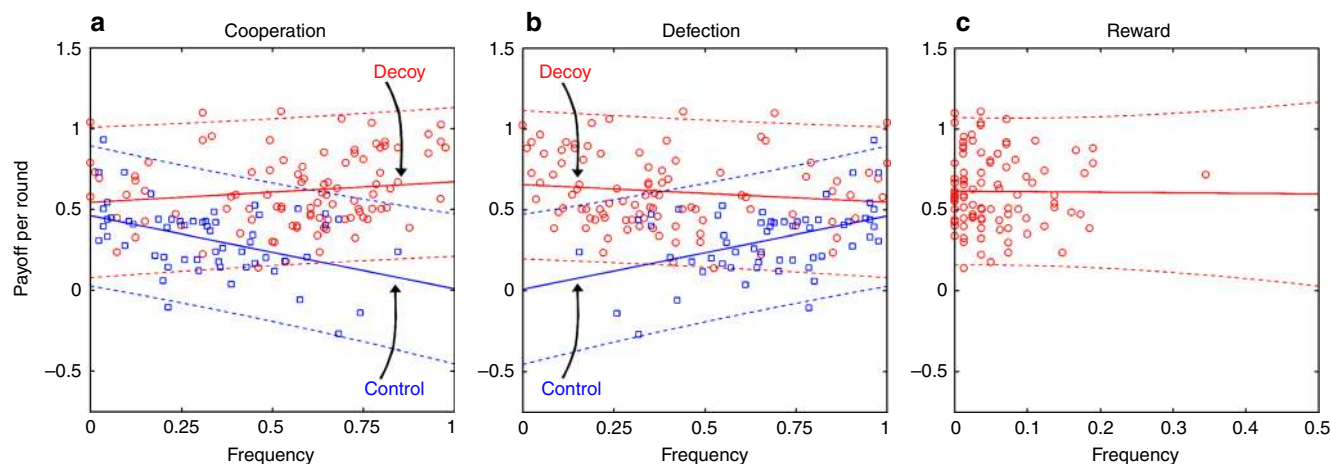 a Cooperation
b Defection
c Reward
Payoff per round
1.5
1
0.5
0
−0.5
Decoy
Control
0 0.25 0.5 0.75 1
Frequency
1.5
1
0.5
0
−0.5
Decoy
Control
0 0.25 0.5 0.75 1
Frequency
1.5
1
0.5
0
−0.5
0 0.1 0.2 0.3 0.4 0.5
Frequency